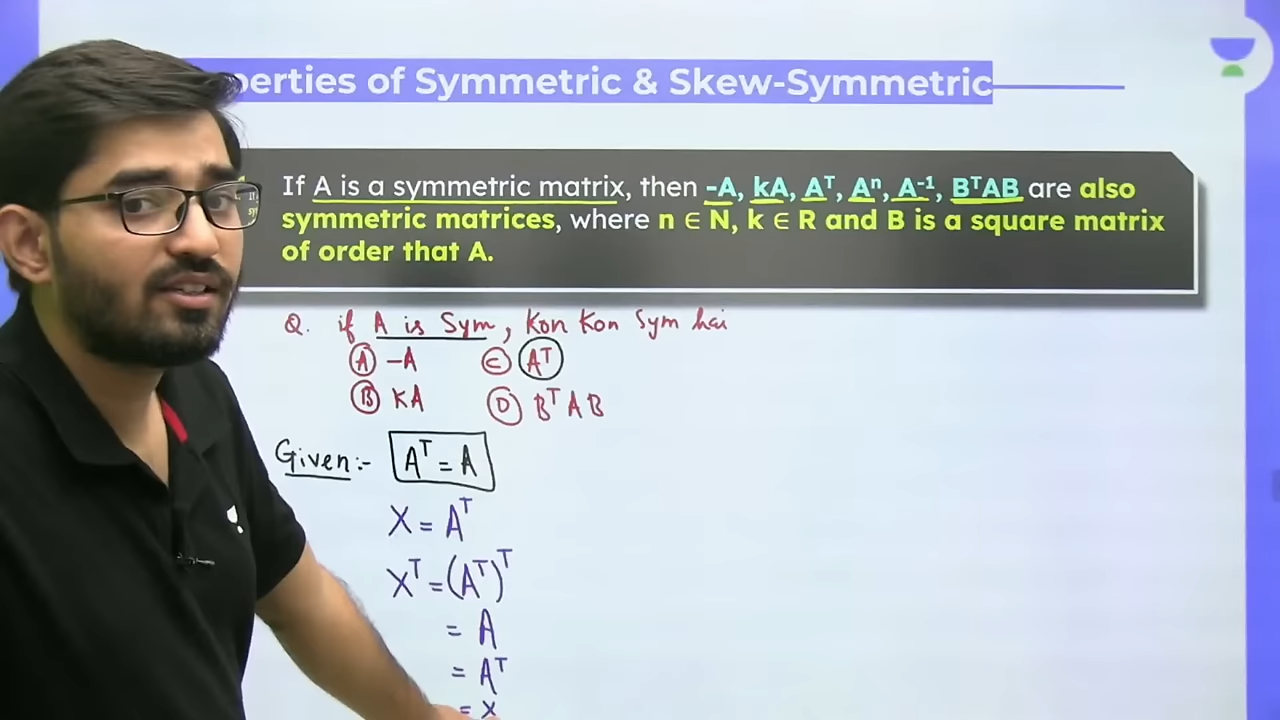 perties of Symmetric & Skew-Symmetric
If A is a symmetric matrix, then -A, kA, Aᵀ, Aⁿ, A⁻¹, BᵀAB are also
symmetric matrices, where n ∈ N, k ∈ R and B is a square matrix
of order that A.
Q. if A is Sym, Kon Kon Sym hai
Ⓐ -A Ⓒ Aᵀ
Ⓑ KA Ⓓ BᵀAB
Given:- Aᵀ = A
X = Aᵀ
Xᵀ = (Aᵀ)ᵀ
= A
= Aᵀ
= X